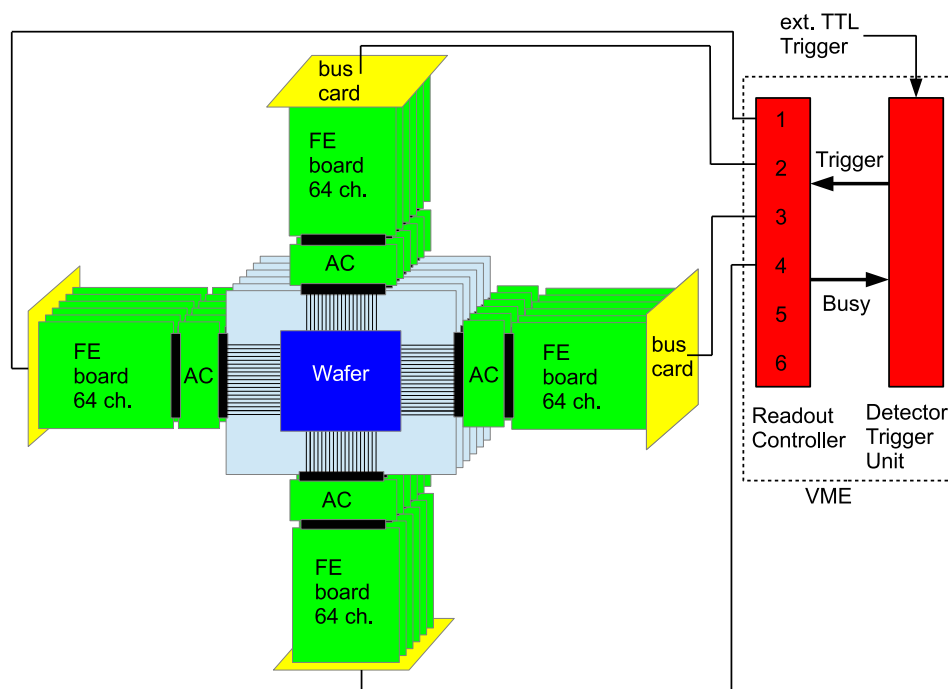 ext. TTL
Trigger
bus
card
FE
board
64 ch.
AC
FE
board
64 ch.
AC
Wafer
AC
FE
board
64 ch.
bus
card
AC
FE
board
64 ch.
1
2
3
4
5
6
Trigger
Busy
Readout
Controller
Detector
Trigger
Unit
VME